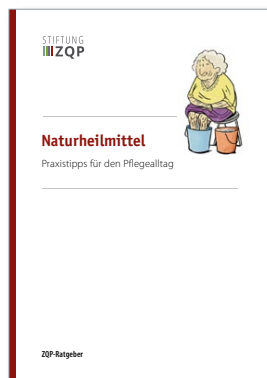 STIFTUNG
ZQP
Naturheilmittel
Praxistipps für den Pflegealltag
ZQP-Ratgeber